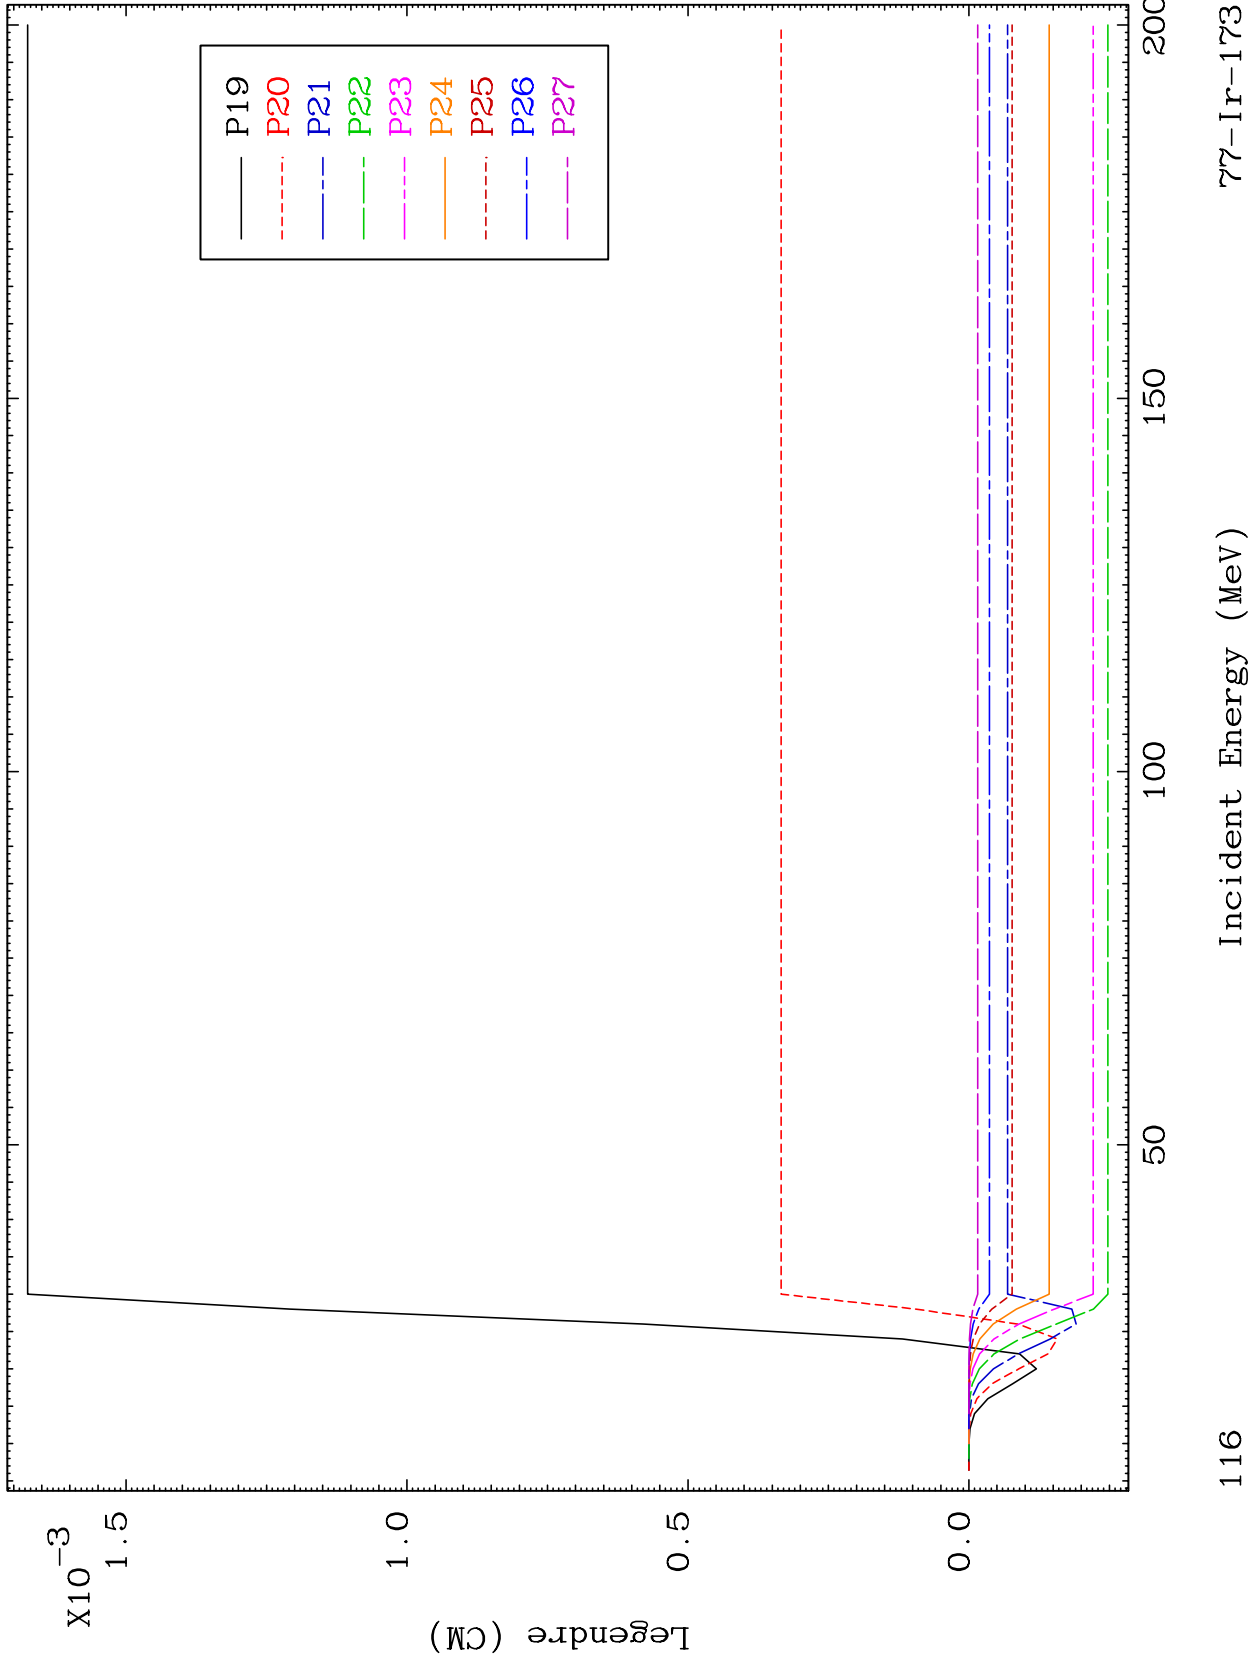 X10-3
Legendre (CM)
1.5
1.0
0.5
0.0
P19
P20
P21
P22
P23
P24
P25
P26
P27
50
100
150
200
Incident Energy (MeV)
116
77-Ir-173